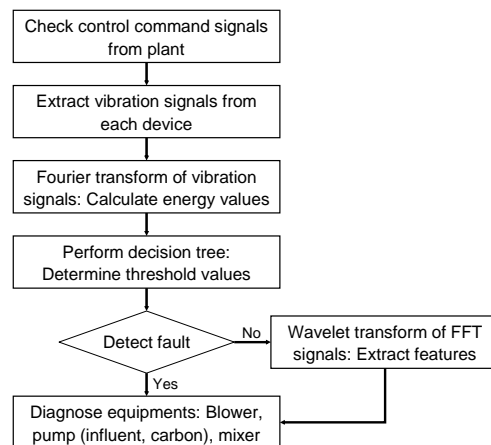 Check control command signals
from plant
Extract vibration signals from
each device
Fourier transform of vibration
signals: Calculate energy values
Perform decision tree:
Determine threshold values
Detect fault
No
Wavelet transform of FFT
signals: Extract features
Yes
Diagnose equipments: Blower,
pump (influent, carbon), mixer